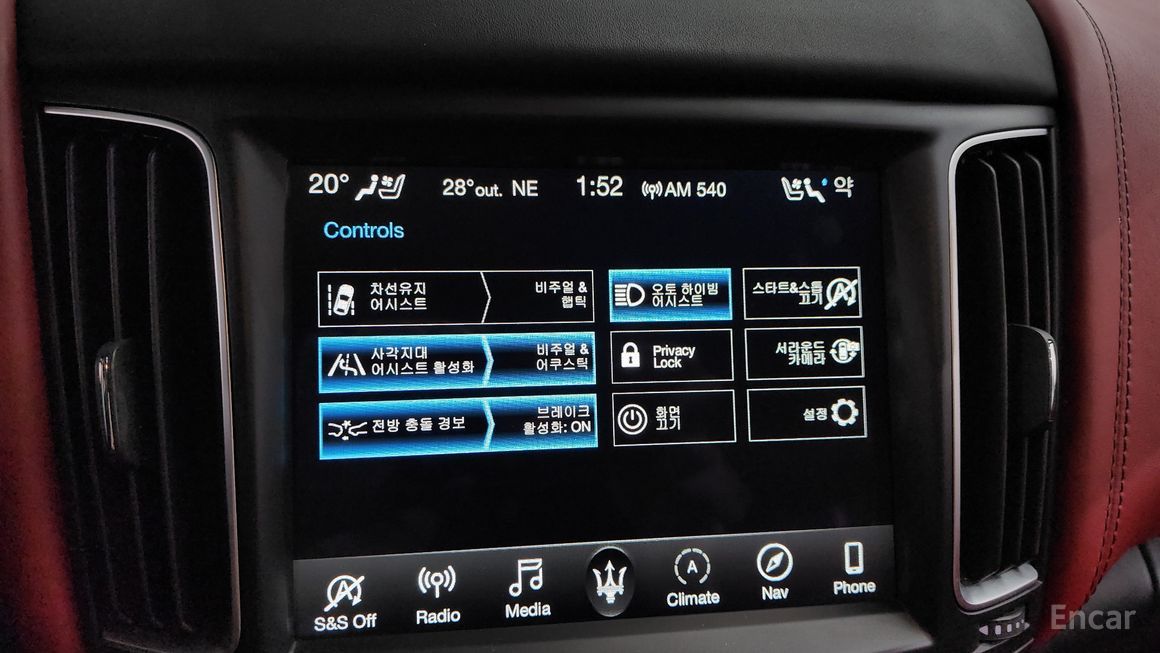 20° 28° out. NE 1:52 AM 540 약
Controls
차선유지
어시스트
비주얼 &
햅틱
오토 하이빔
어시스트
스타트&스톱
끄기
사각지대
어시스트 활성화
비주얼 &
어쿠스틱
Privacy
Lock
서라운드
카메라
전방 충돌 경보
브레이크
활성화: ON
화면
끄기
설정
S&S Off
Radio
Media
A
Climate
Nav
Phone
Encar